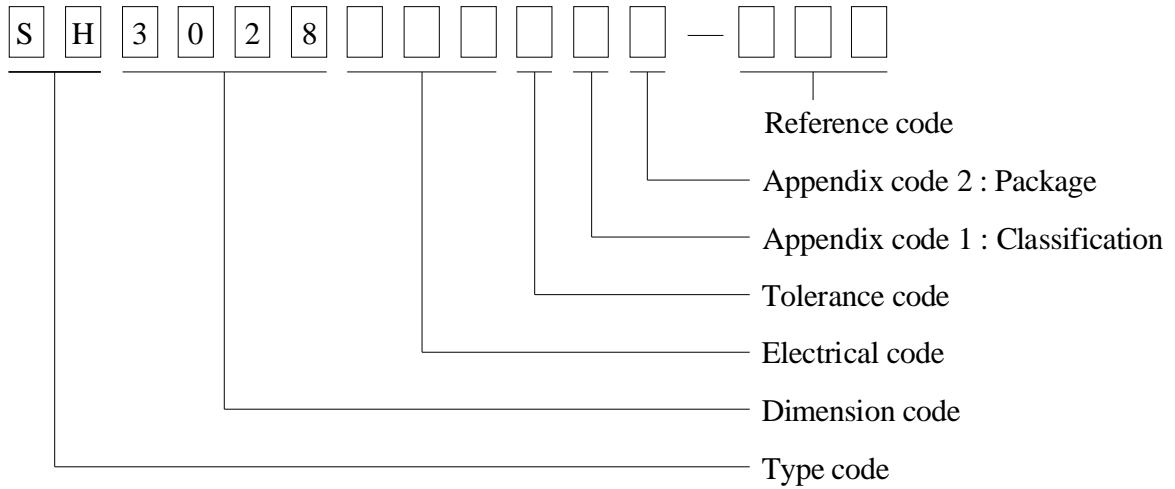 S H 3 0 2 8 —
Reference code
Appendix code 2 : Package
Appendix code 1 : Classification
Tolerance code
Electrical code
Dimension code
Type code